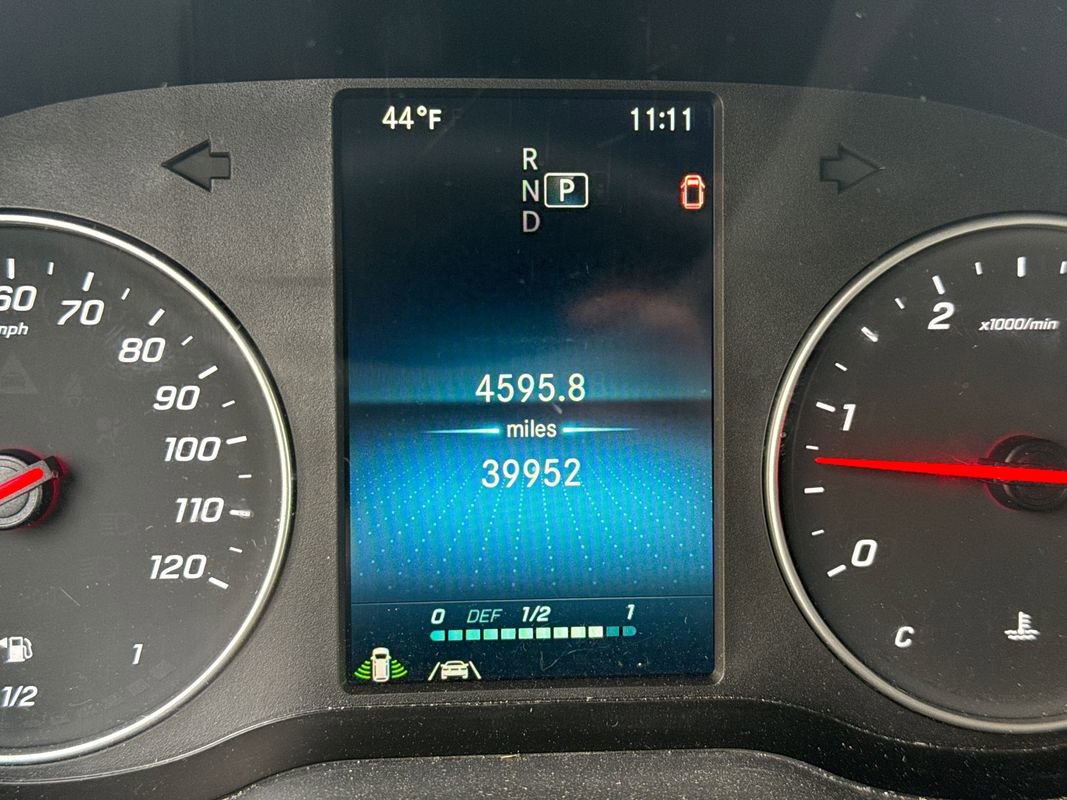 44°F 11:11
R
N P
D
60
mph
70
80
90
100
110
120
1
1/2
4595.8
miles
39952
0 DEF 1/2 1
2 x1000/min
1
0
C